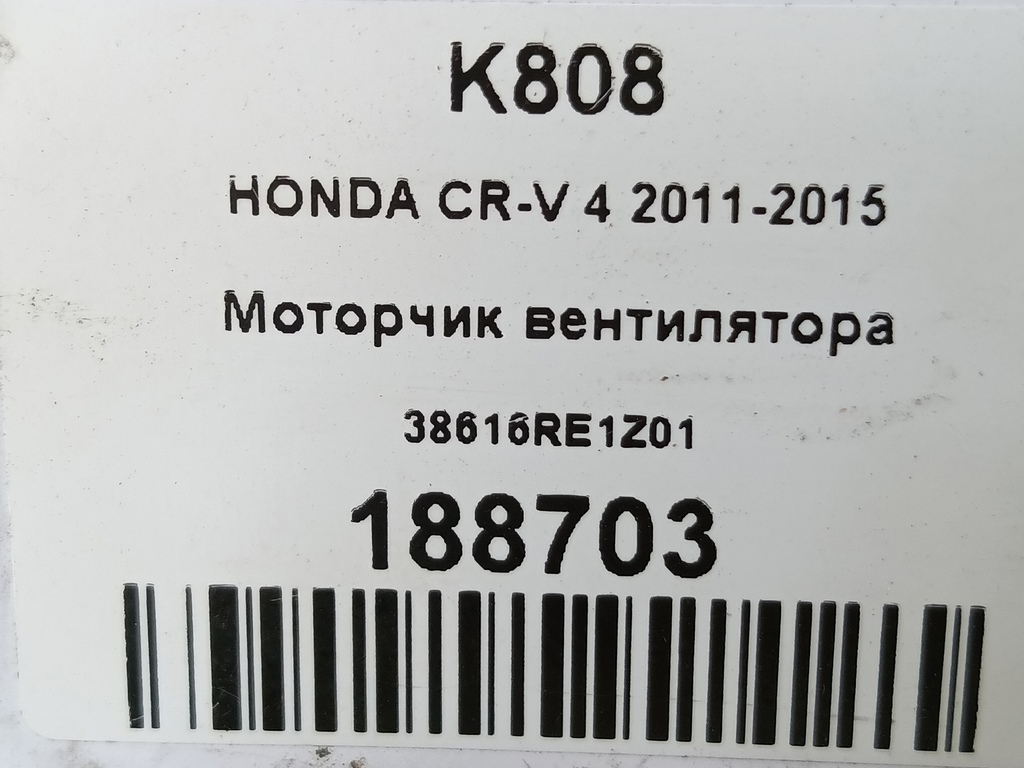 K808
HONDA CR-V 4 2011-2015
Моторчик вентилятора
38616RE1Z01
188703